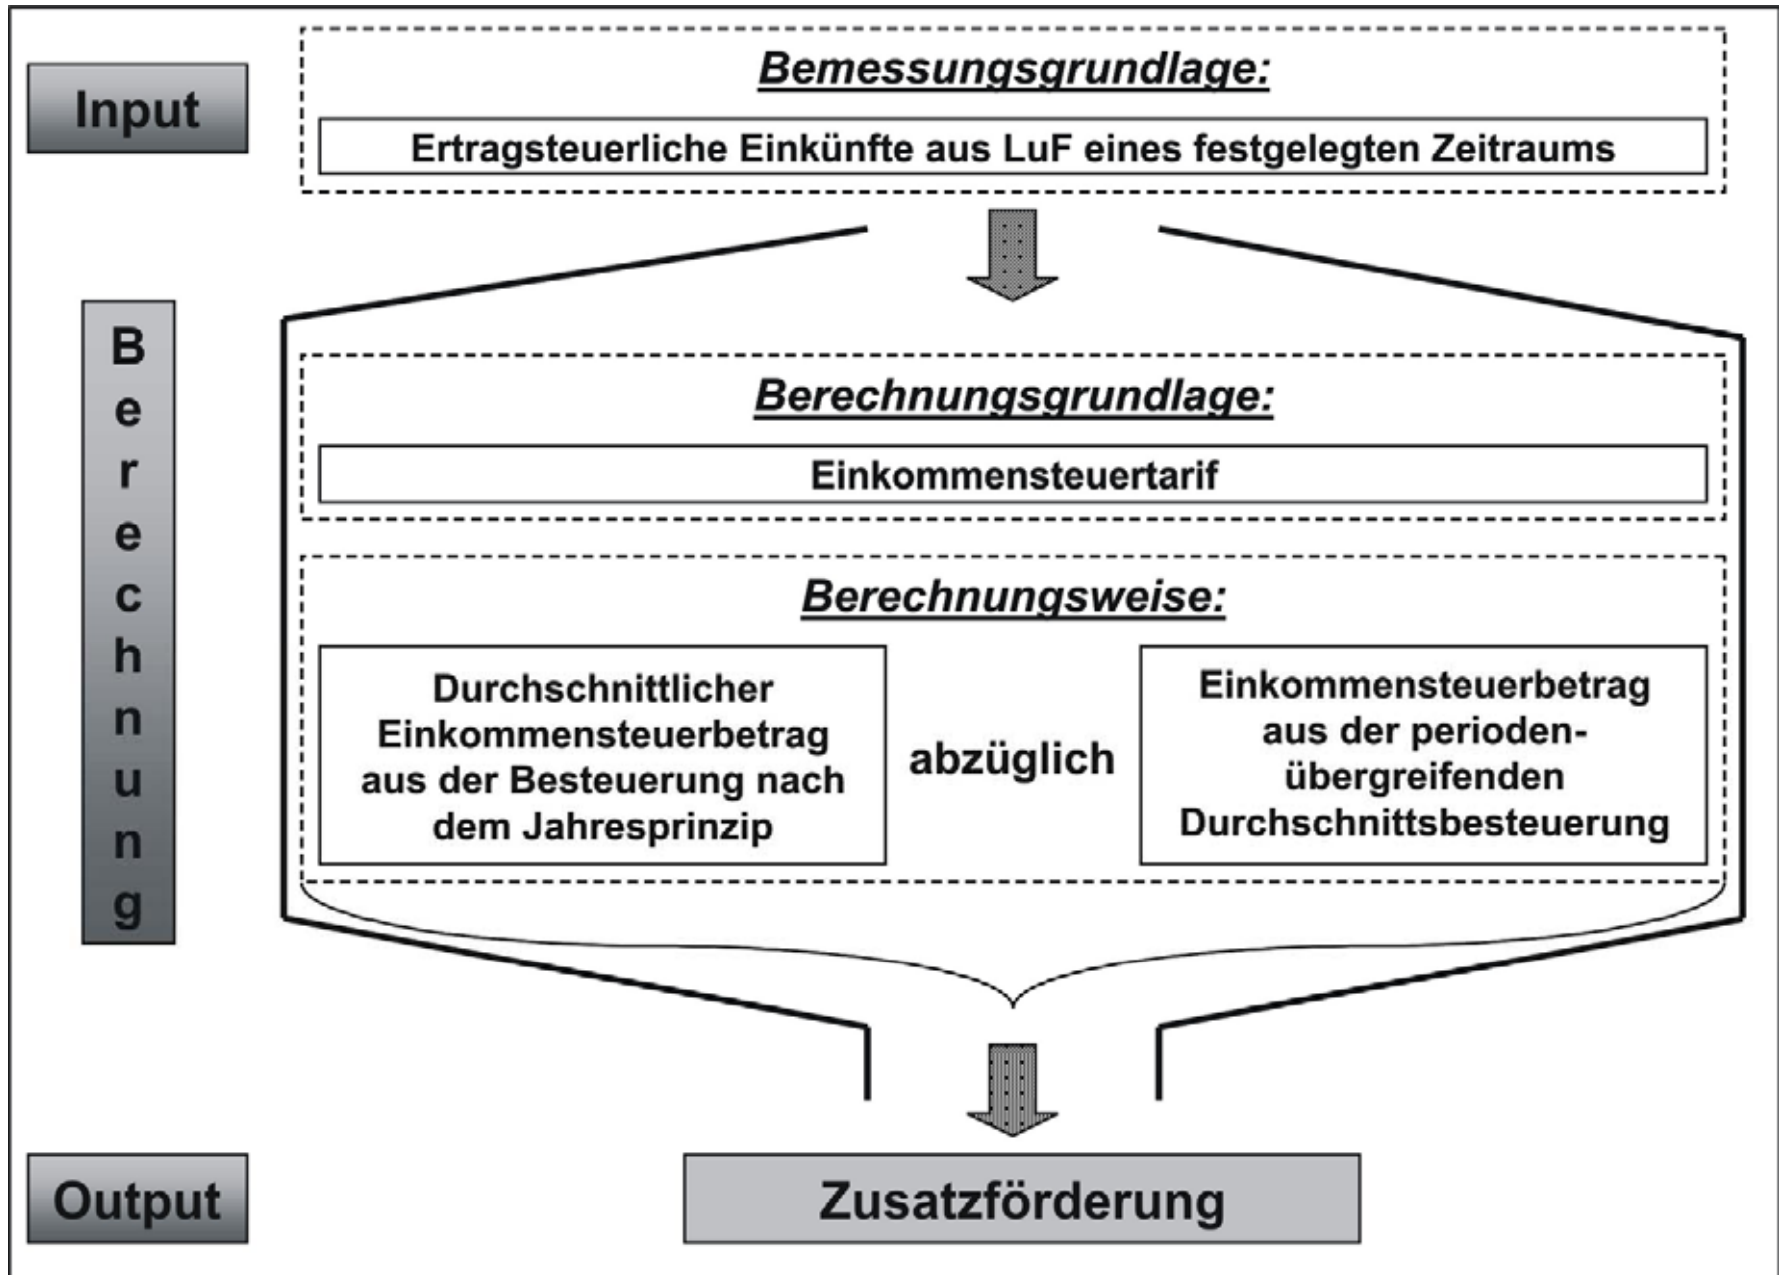 Input
Bemessungsgrundlage:
Ertragsteuerliche Einkünfte aus LuF eines festgelegten Zeitraums
Berechnung
Berechnungsgrundlage:
Einkommensteuertarif
Berechnungsweise:
Durchschnittlicher
Einkommensteuerbetrag
aus der Besteuerung nach
dem Jahresprinzip
abzüglich
Einkommensteuerbetrag
aus der perioden-
übergreifenden
Durchschnittsbesteuerung
Output
Zusatzförderung